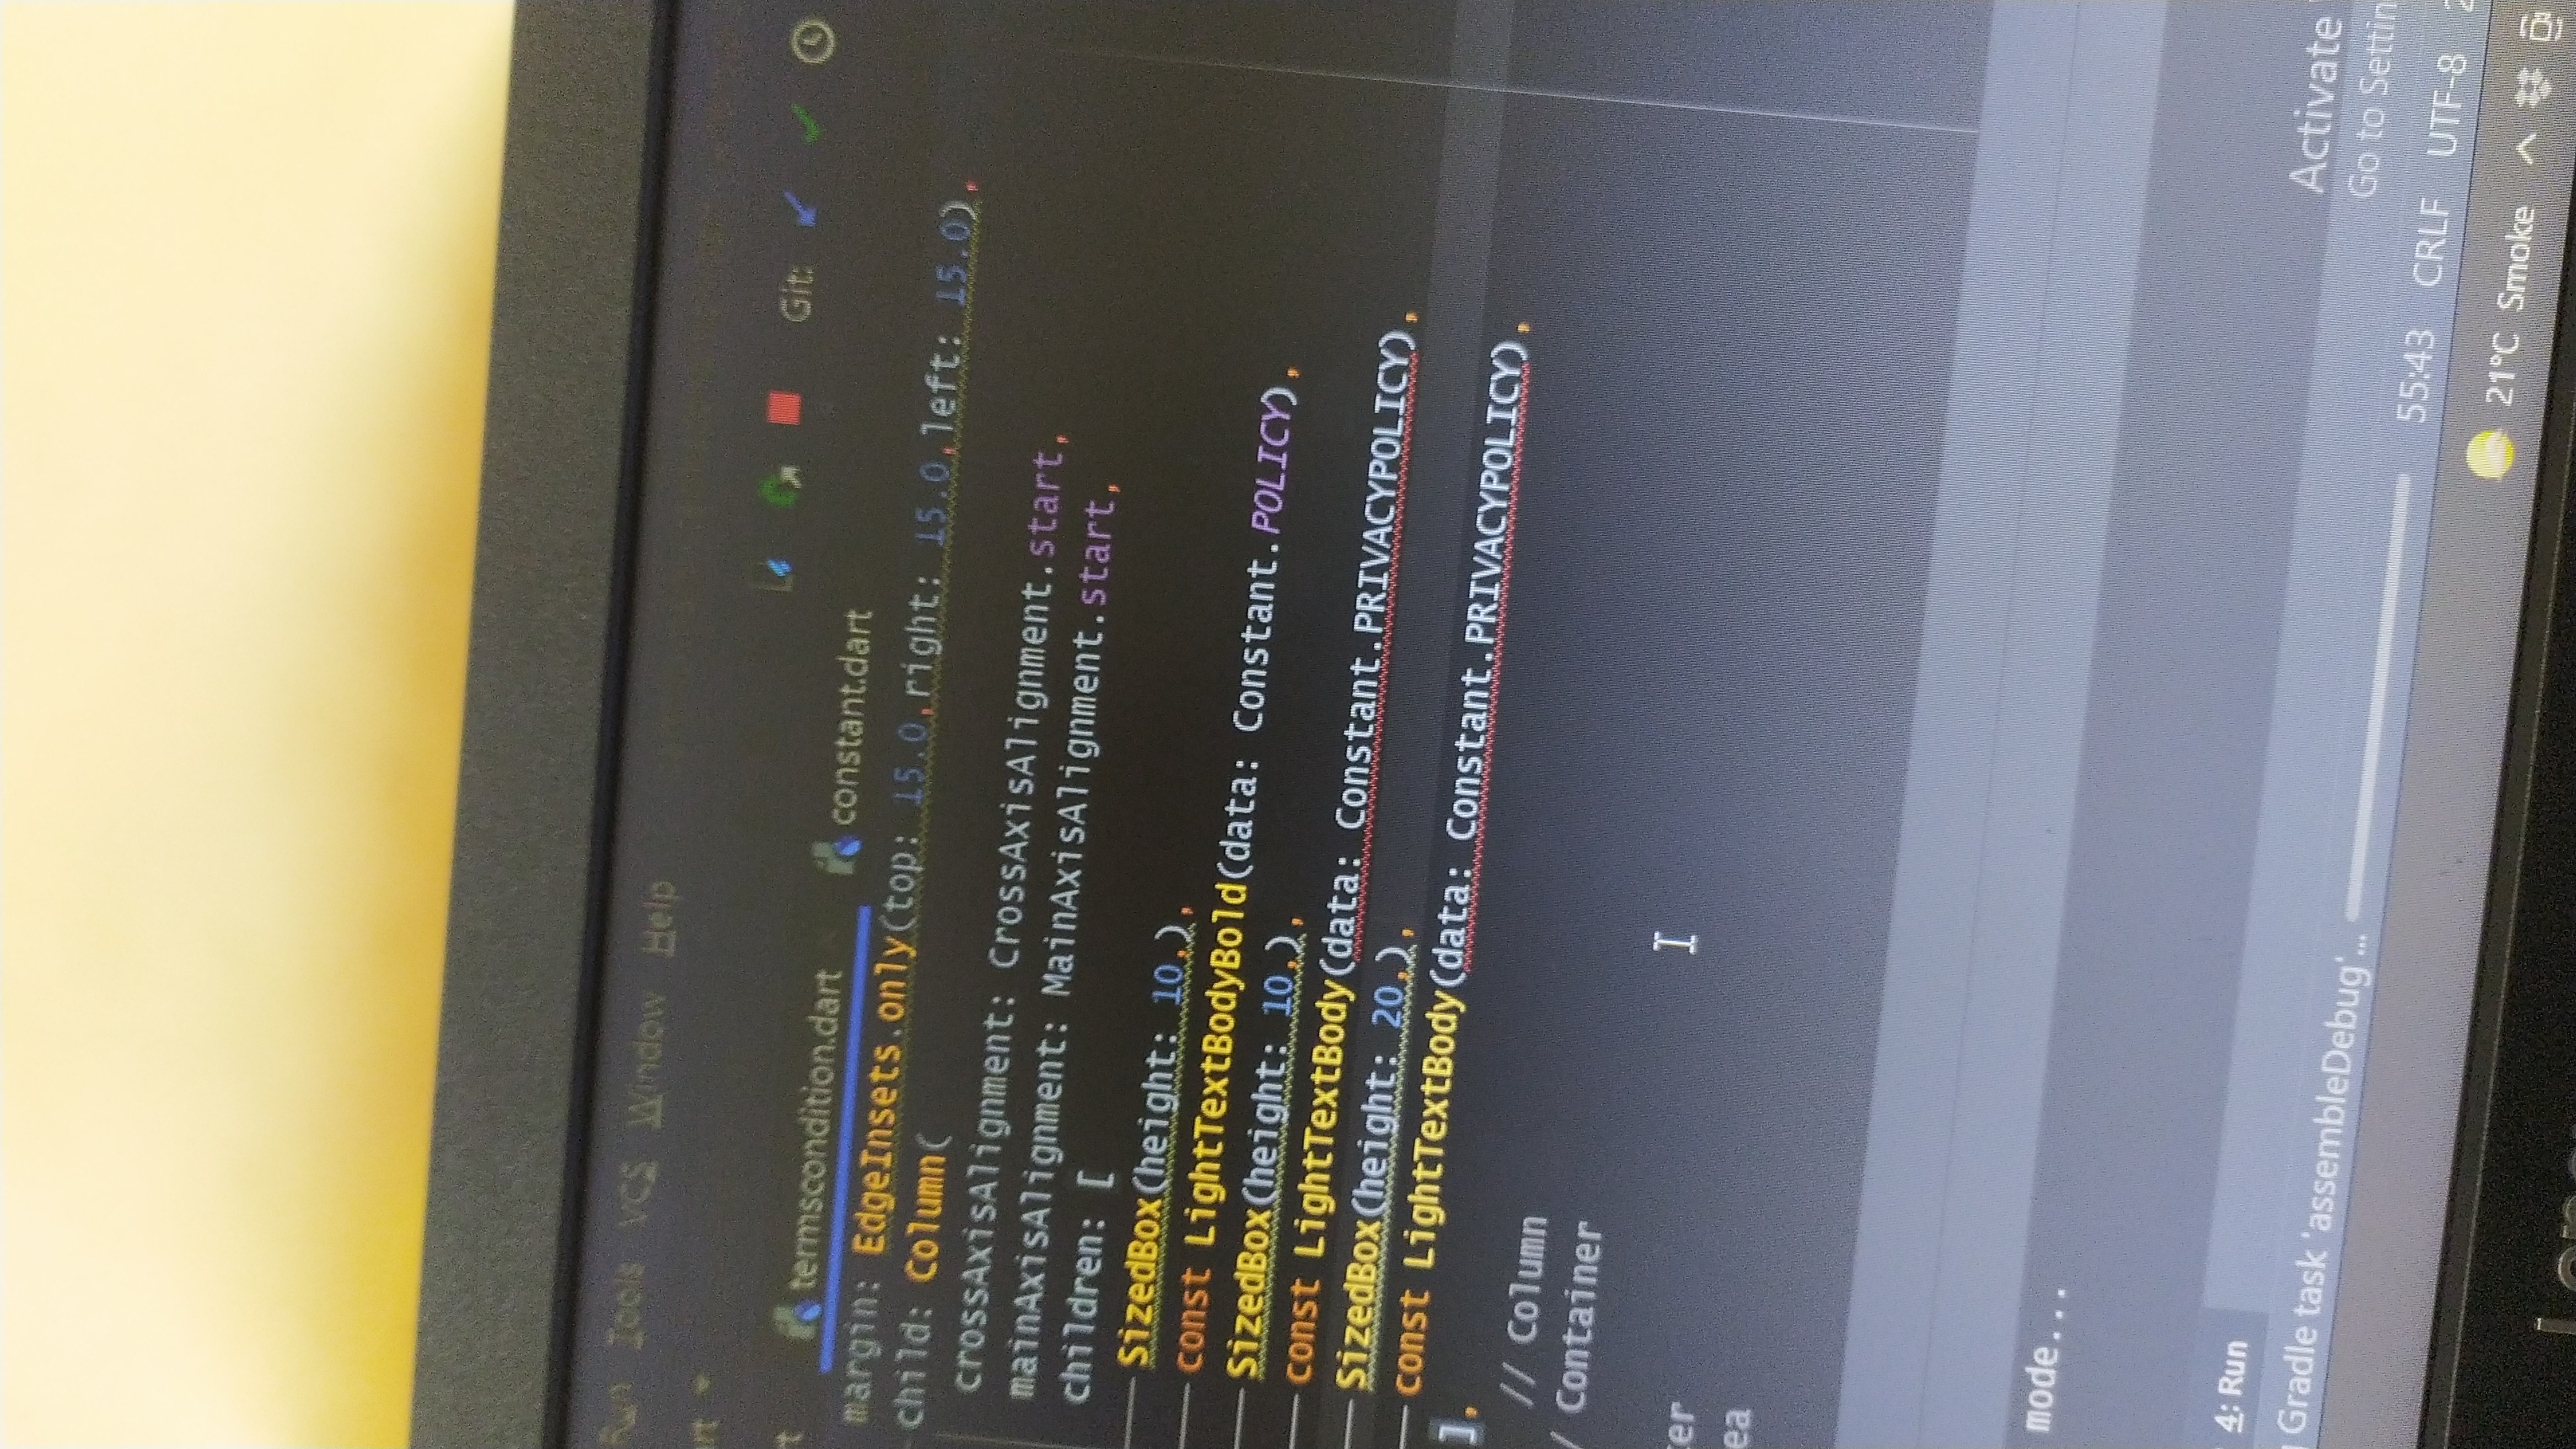 Run Tools VCS Window Help
Git:
termscondition.dart constant.dart
margin: EdgeInsets.only(top: 15.0,right: 15.0,left: 15.0),
child: Column(
crossAxisAlignment: CrossAxisAlignment.start,
mainAxisAlignment: MainAxisAlignment.start,
children: [
SizedBox(height: 10,),
const LightTextBodyBold(data: Constant.POLICY),
SizedBox(height: 10,),
const LightTextBody(data: Constant.PRIVACYPOLICY),
SizedBox(height: 20,),
const LightTextBody(data: Constant.PRIVACYPOLICY),
],
// Column
/ Container
er
ea
mode...
4: Run
Gradle task 'assembleDebug'...
Activate
Go to Settin
55:43 CRLF UTF-8
21°C Smoke